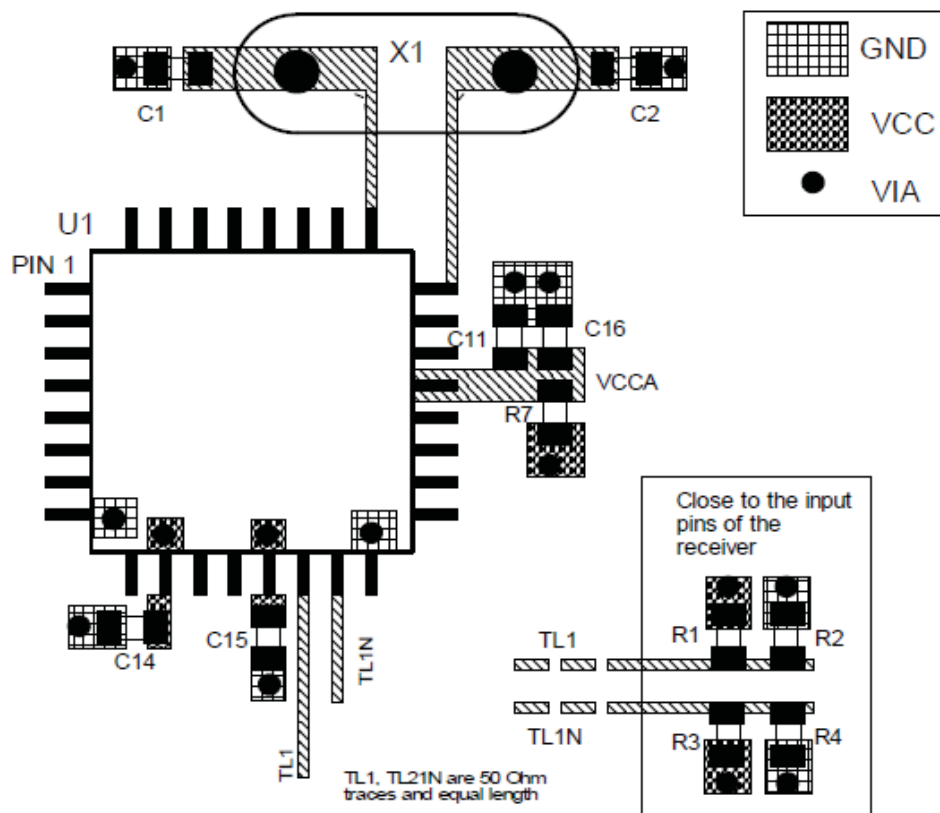 X1
GND
C1
C2
VCC
VIA
U1
PIN 1
C11
C16
VCCA
R7
Close to the input
pins of the
receiver
R1
R2
TL1
C14
C15
TL1N
TL1
TL1N
R3
R4
TL1, TL21N are 50 Ohm
traces and equal length